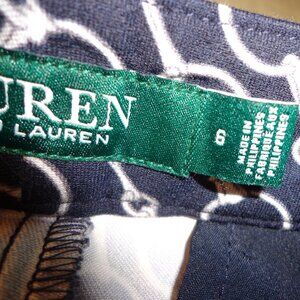 UREN
LAUREN
6
MADE IN
PHILIPPINES
FABRIQUÉ AUX
PHILIPPINES